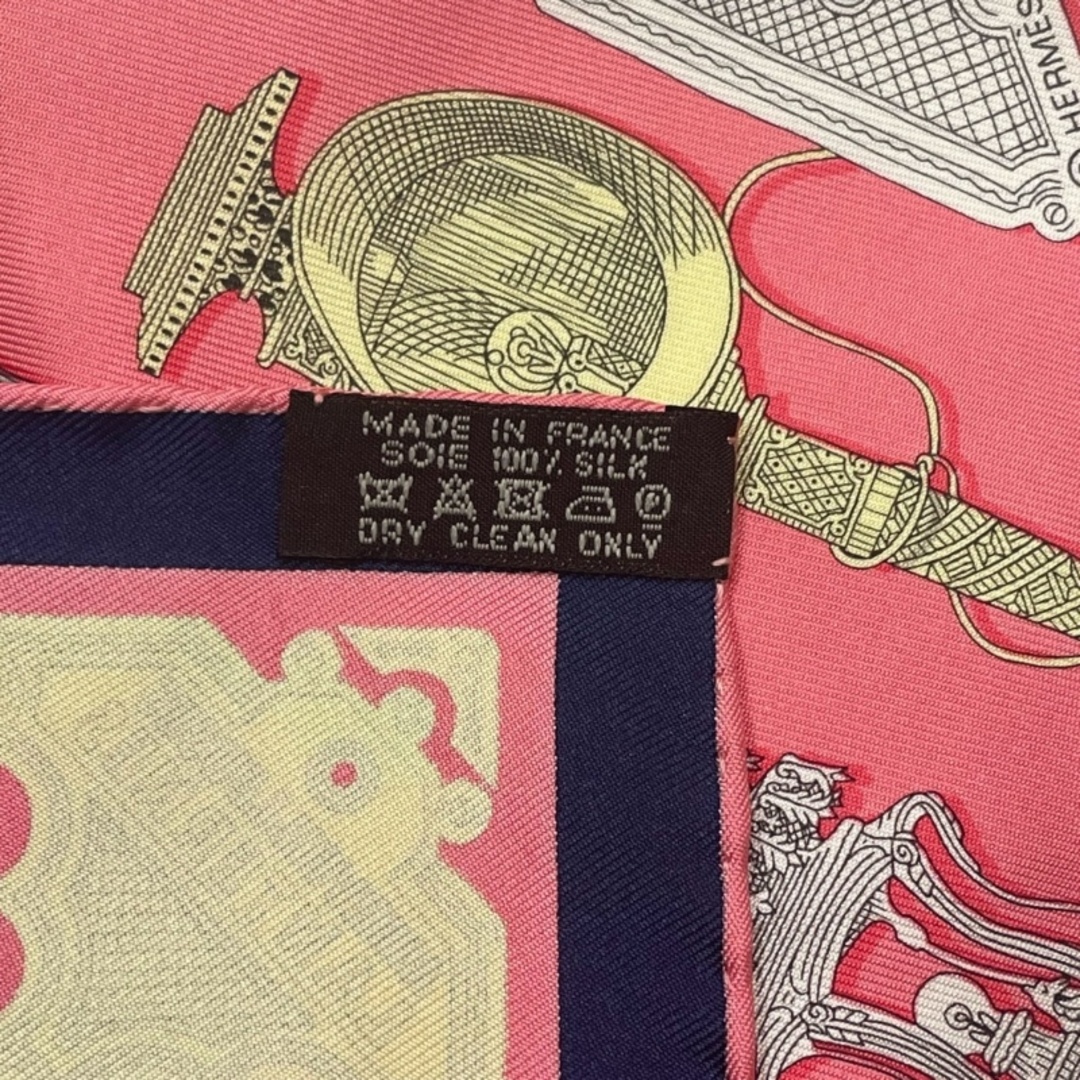 © HERMÈS
MADE IN FRANCE
SOIE 100% SILK
DRY CLEAN ONLY